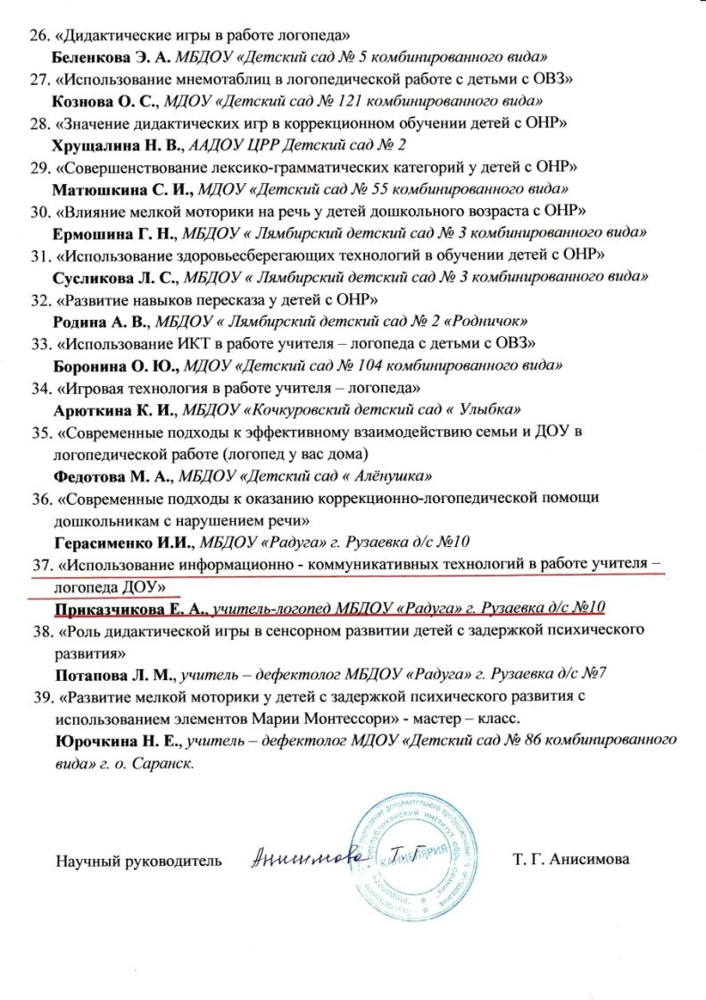 26. «Дидактические игры в работе логопеда»
Беленкова Э. А. МБДОУ «Детский сад № 5 комбинированного вида»
27. «Использование мнемотаблиц в логопедической работе с детьми с ОВЗ»
Кознова О. С., МДОУ «Детский сад № 121 комбинированного вида»
28. «Значение дидактических игр в коррекционном обучении детей с ОНР»
Хрущалина Н. В., ААДОУ ЦРР Детский сад № 2
29. «Совершенствование лексико-грамматических категорий у детей с ОНР»
Матюшкина С. И., МДОУ «Детский сад № 55 комбинированного вида»
30. «Влияние мелкой моторики на речь у детей дошкольного возраста с ОНР»
Ермошина Г. Н., МБДОУ « Лямбирский детский сад № 3 комбинированного вида»
31. «Использование здоровьесберегающих технологий в обучении детей с ОНР»
Сусликова Л. С., МБДОУ « Лямбирский детский сад № 3 комбинированного вида»
32. «Развитие навыков пересказа у детей с ОНР»
Родина А. В., МБДОУ « Лямбирский детский сад № 2 «Родничок»
33. «Использование ИКТ в работе учителя – логопеда с детьми с ОВЗ»
Боронина О. Ю., МДОУ «Детский сад № 104 комбинированного вида»
34. «Игровая технология в работе учителя – логопеда»
Арюткина К. И., МБДОУ «Кочкуровский детский сад « Улыбка»
35. «Современные подходы к эффективному взаимодействию семьи и ДОУ в
логопедической работе (логопед у вас дома)
Федотова М. А., МБДОУ «Детский сад « Алёнушка»
36. «Современные подходы к оказанию коррекционно-логопедической помощи
дошкольникам с нарушением речи»
Герасименко И.И., МБДОУ «Радуга» г. Рузаевка д/с №10
37. «Использование информационно - коммуникативных технологий в работе учителя –
логопеда ДОУ»
Приказчикова Е. А., учитель-логопед МБДОУ «Радуга» г. Рузаевка д/с №10
38. «Роль дидактической игры в сенсорном развитии детей с задержкой психического
развития»
Потапова Л. М., учитель – дефектолог МБДОУ «Радуга» г. Рузаевка д/с №7
39. «Развитие мелкой моторики у детей с задержкой психического развития с
использованием элементов Марии Монтессори» - мастер – класс.
Юрочкина Н. Е., учитель – дефектолог МДОУ «Детский сад № 86 комбинированного
вида» г. о. Саранск.
Научный руководитель Анисимова Т. Г. Т. Г. Анисимова
КАНЦЕЛЯРИЯ